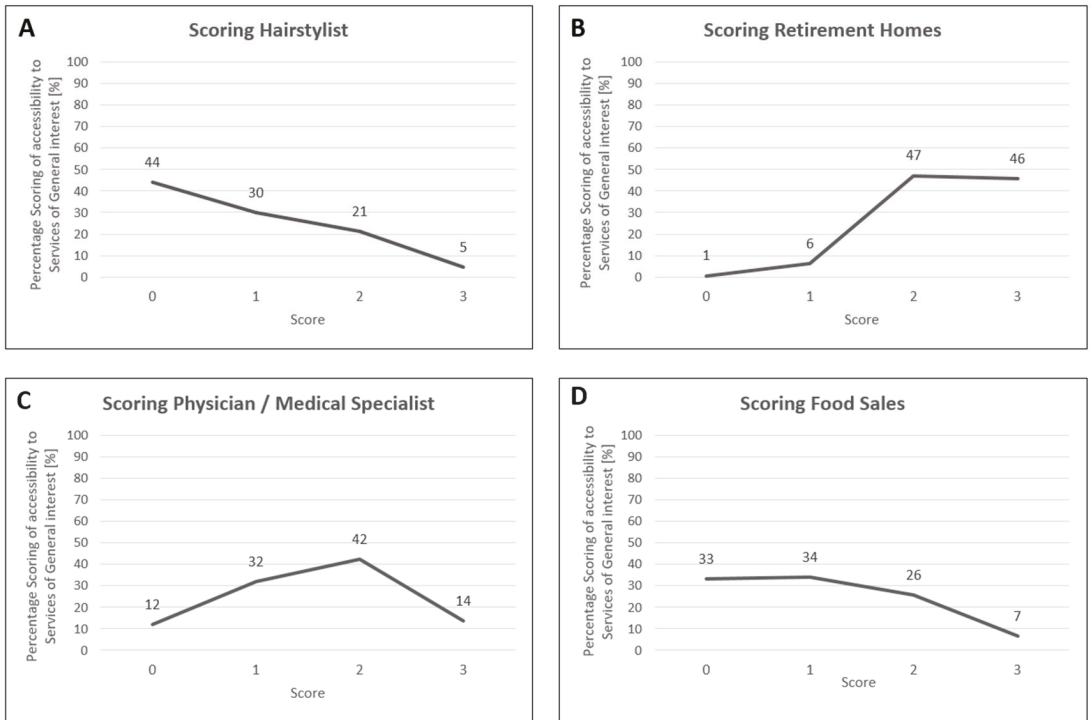 A
Scoring Hairstylist
Percentage Scoring of accessibility to
Services of General interest [%]
100
90
80
70
60
50
40
30
20
10
0
44
30
21
5
0 1 2 3
Score
B
Scoring Retirement Homes
Percentage Scoring of accessibility to
Services of General interest [%]
100
90
80
70
60
50
40
30
20
10
0
1
6
47
46
0 1 2 3
Score
C
Scoring Physician / Medical Specialist
Percentage Scoring of accessibility to
Services of General interest [%]
100
90
80
70
60
50
40
30
20
10
0
12
32
42
14
0 1 2 3
Score
D
Scoring Food Sales
Percentage Scoring of accessibility to
Services of General interest [%]
100
90
80
70
60
50
40
30
20
10
0
33
34
26
7
0 1 2 3
Score